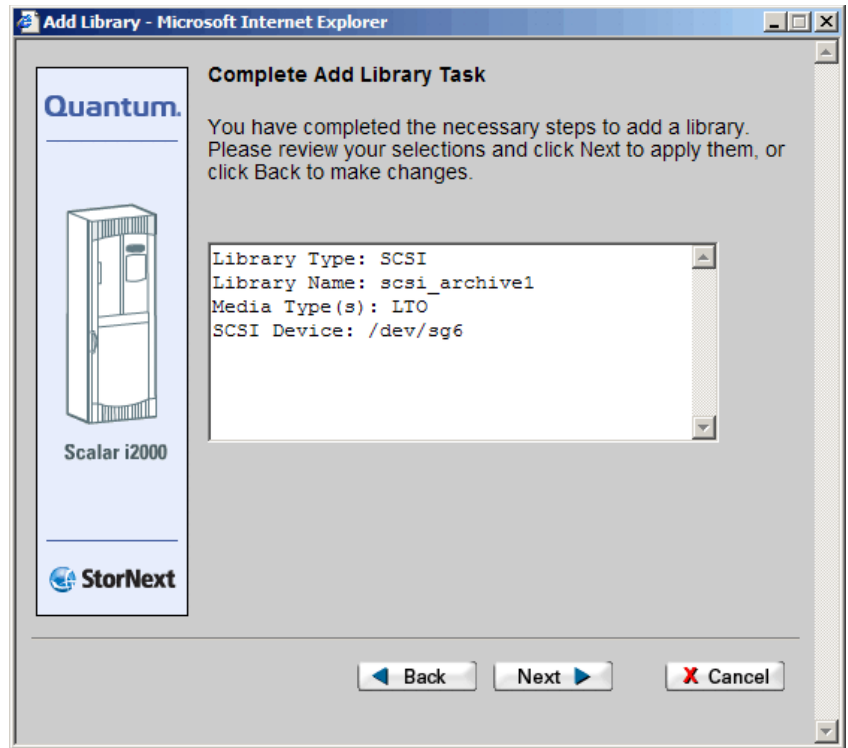 Add Library - Microsoft Internet Explorer
Quantum.
Scalar i2000
StorNext
Complete Add Library Task
You have completed the necessary steps to add a library.
Please review your selections and click Next to apply them, or
click Back to make changes.
Library Type: SCSI
Library Name: scsi_archive1
Media Type(s): LTO
SCSI Device: /dev/sg6
Back
Next
X Cancel